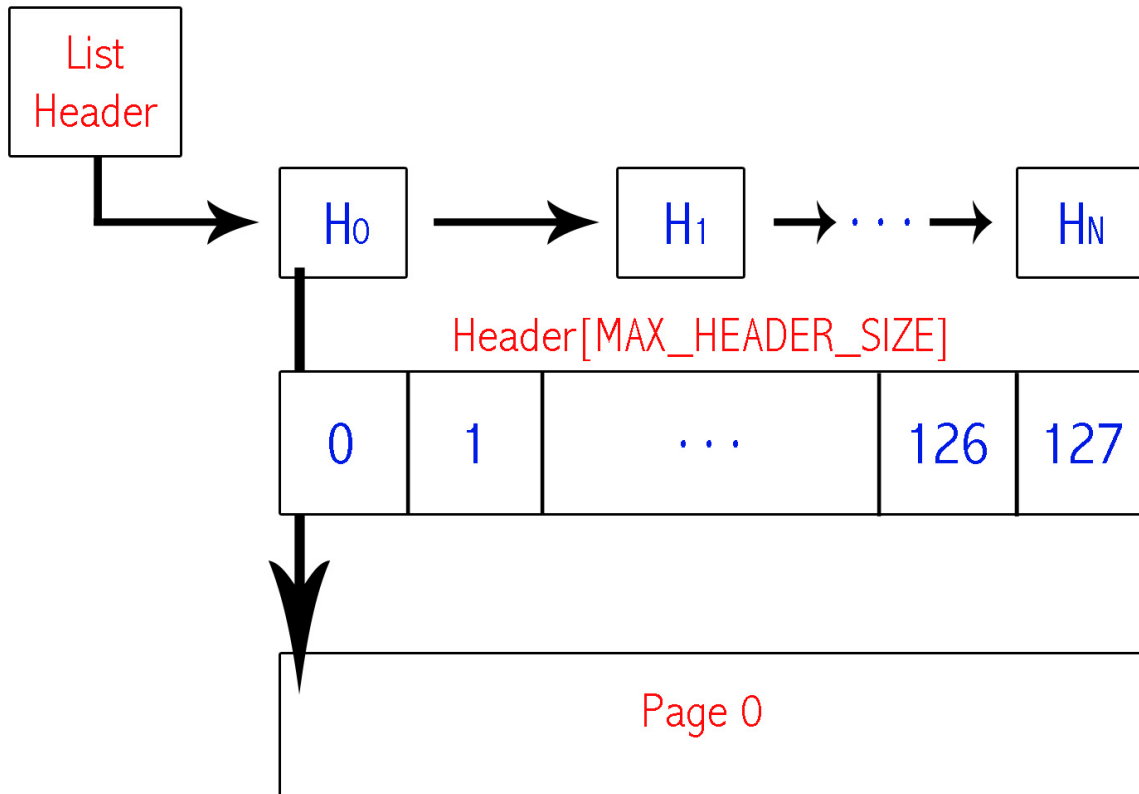 List
Header
H0 H1 ... HN
Header[MAX_HEADER_SIZE]
0 1 ... 126 127
Page 0